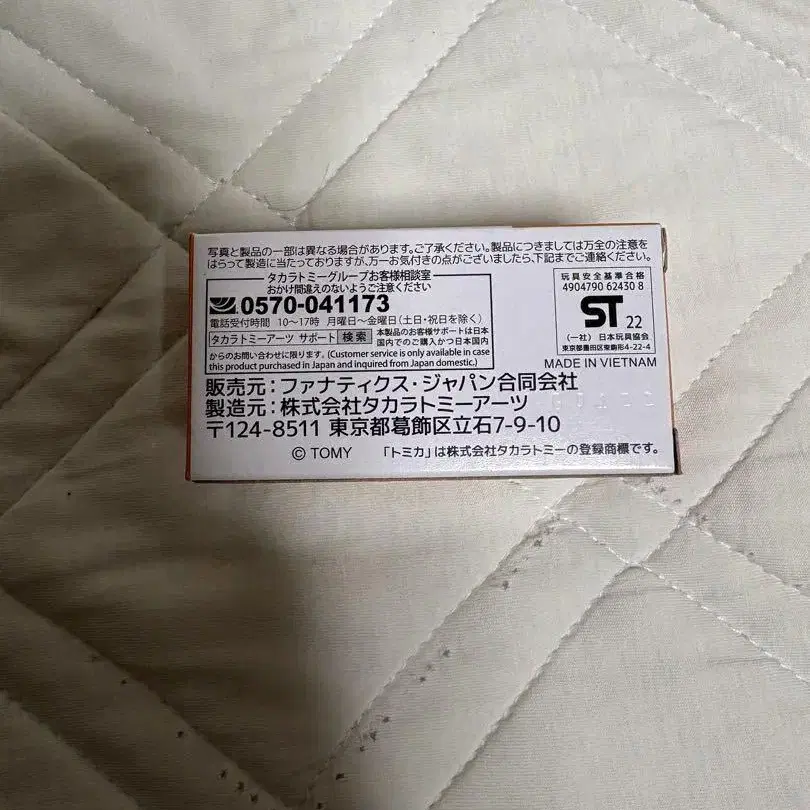 写真と製品の一部は異なる場合があります。ご了承ください。製品につきましては万全の注意を
はらって製造に当たっておりますが、万一お気付きの点がございましたら、下記までご連絡ください。
タカラトミーグループお客様相談室
おかけ間違えのないようご注意ください
0570-041173
電話受付時間 10〜17時 月曜日〜金曜日(土日・祝日を除く)
タカラトミーアーツ サポート 検索 本製品のお客様サポートは日本
国内でのご購入かつ日本国内
からのお問い合わせに限ります。(Customer service is only available in case
this product purchased in Japan and inquired from Japan domestic.)
玩具安全基準合格
4904790 62430 8
ST 22
(一社) 日本玩具協会
東京都墨田区東駒形4-22-4
MADE IN VIETNAM
販売元:ファナティクス・ジャパン合同会社
製造元:株式会社タカラトミーアーツ
〒124-8511 東京都葛飾区立石7-9-10
© TOMY 「トミカ」は株式会社タカラトミーの登録商標です。